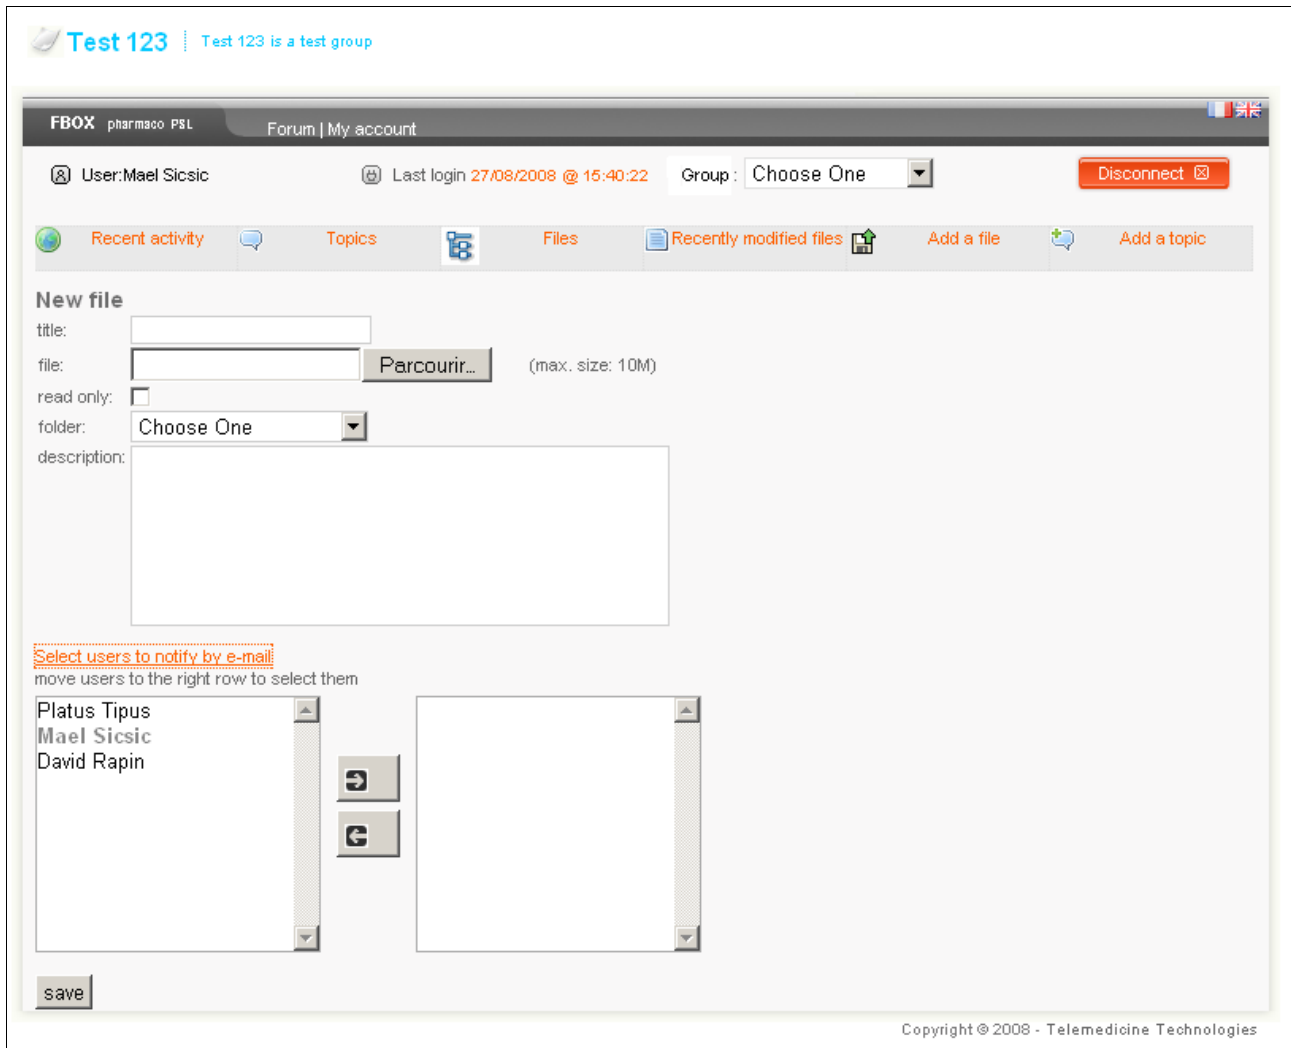 Test 123 Test 123 is a test group
FBOX pharmaco PSL Forum | My account
User:Mael Sicsic Last login 27/08/2008 @ 15:40:22 Group : Choose One Disconnect
Recent activity Topics Files Recently modified files Add a file Add a topic
New file
title:
file: Parcourir... (max. size: 10M)
read only:
folder: Choose One
description:
Select users to notify by e-mail
move users to the right row to select them
Platus Tipus
Mael Sicsic
David Rapin
save
Copyright © 2008 - Telemedicine Technologies